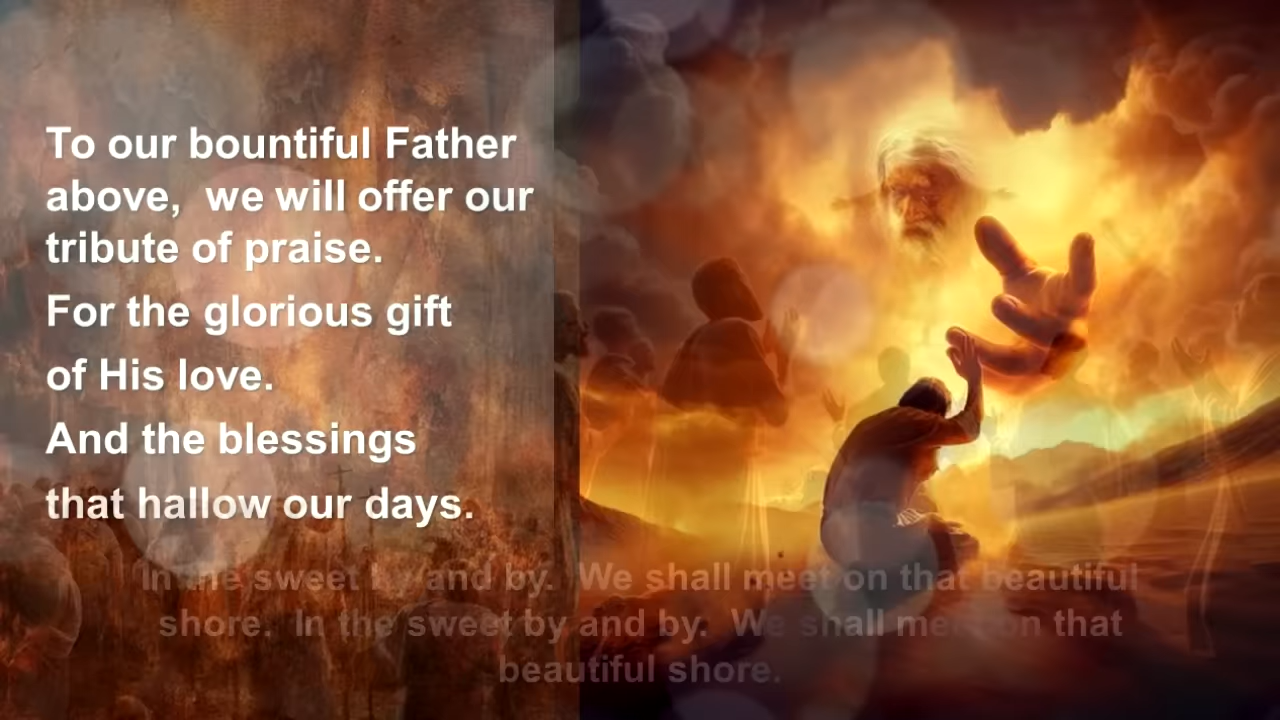 To our bountiful Father
above,  we will offer our
tribute of praise.
For the glorious gift
of His love.
And the blessings
that hallow our days.
In the sweet by and by.  We shall meet on that beautiful
shore.  In the sweet by and by.  We shall meet on that
beautiful shore.